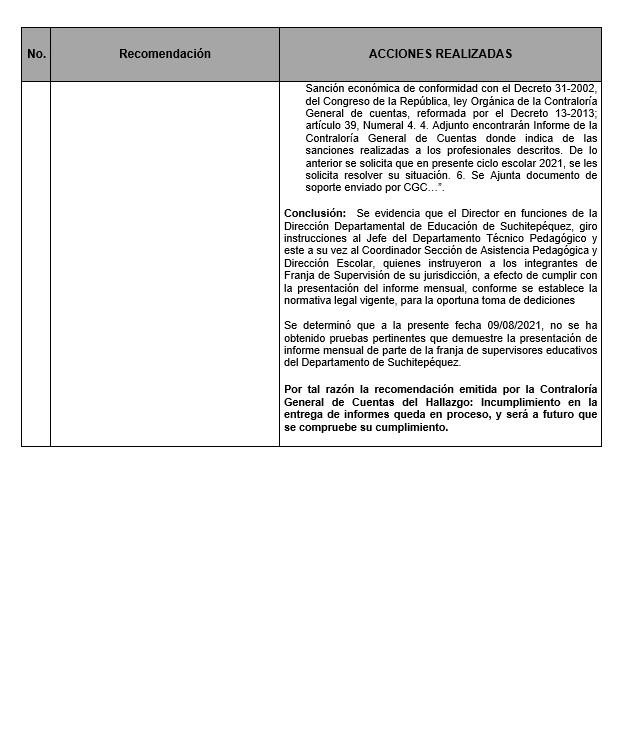 No. Recomendación ACCIONES REALIZADAS
Sanción económica de conformidad con el Decreto 31-2002,
del Congreso de la República, ley Orgánica de la Contraloría
General de cuentas, reformada por el Decreto 13-2013;
artículo 39, Numeral 4. 4. Adjunto encontrarán Informe de la
Contraloría General de Cuentas donde indica de las
sanciones realizadas a los profesionales descritos. De lo
anterior se solicita que en presente ciclo escolar 2021, se les
solicita resolver su situación. 6. Se Ajunta documento de
soporte enviado por CGC...”.
Conclusión: Se evidencia que el Director en funciones de la
Dirección Departamental de Educación de Suchitepéquez, giro
instrucciones al Jefe del Departamento Técnico Pedagógico y
este a su vez al Coordinador Sección de Asistencia Pedagógica y
Dirección Escolar, quienes instruyeron a los integrantes de
Franja de Supervisión de su jurisdicción, a efecto de cumplir con
la presentación del informe mensual, conforme se establece la
normativa legal vigente, para la oportuna toma de dediciones
Se determinó que a la presente fecha 09/08/2021, no se ha
obtenido pruebas pertinentes que demuestre la presentación de
informe mensual de parte de la franja de supervisores educativos
del Departamento de Suchitepéquez.
Por tal razón la recomendación emitida por la Contraloría
General de Cuentas del Hallazgo: Incumplimiento en la
entrega de informes queda en proceso, y será a futuro que
se compruebe su cumplimiento.